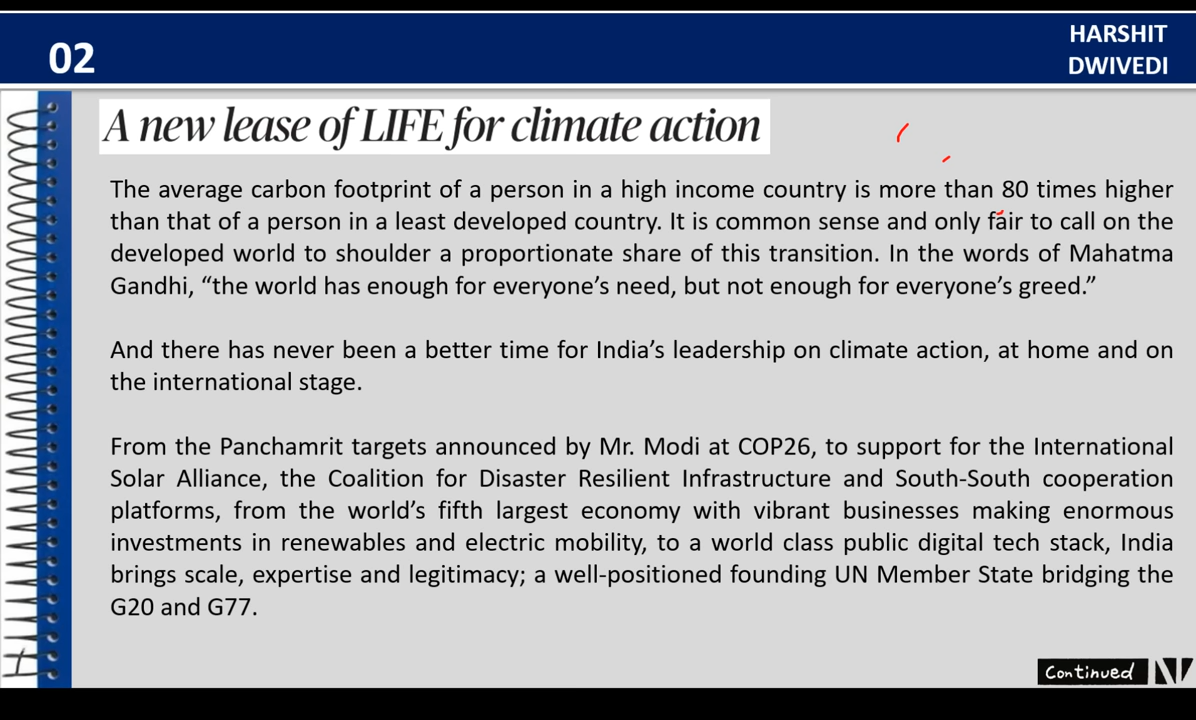 02
HARSHIT
DWIVEDI
A new lease of LIFE for climate action
The average carbon footprint of a person in a high income country is more than 80 times higher
than that of a person in a least developed country. It is common sense and only fair to call on the
developed world to shoulder a proportionate share of this transition. In the words of Mahatma
Gandhi, “the world has enough for everyone’s need, but not enough for everyone’s greed.”
And there has never been a better time for India’s leadership on climate action, at home and on
the international stage.
From the Panchamrit targets announced by Mr. Modi at COP26, to support for the International
Solar Alliance, the Coalition for Disaster Resilient Infrastructure and South-South cooperation
platforms, from the world’s fifth largest economy with vibrant businesses making enormous
investments in renewables and electric mobility, to a world class public digital tech stack, India
brings scale, expertise and legitimacy; a well-positioned founding UN Member State bridging the
G20 and G77.
Continued